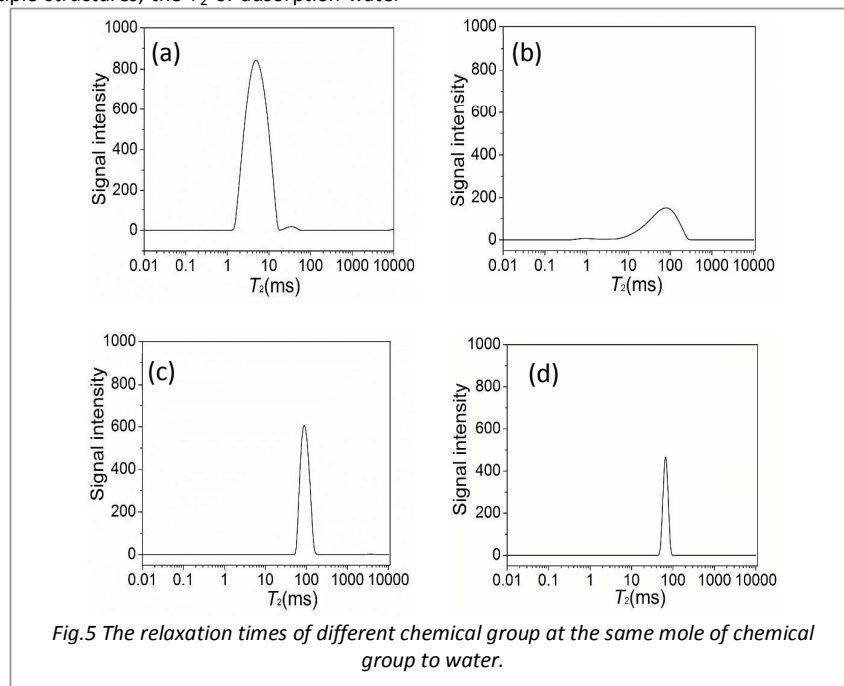 of adsorption water
(a)
1000
800
600
400
200
0
Signal intensity
0.01 0.1 1 10 100 1000 10000
T2(ms)
(b)
1000
800
600
400
200
0
Signal intensity
0.01 0.1 1 10 100 1000 10000
T2(ms)
(c)
1000
800
600
400
200
0
Signal intensity
0.01 0.1 1 10 100 1000 10000
T2(ms)
(d)
1000
800
600
400
200
0
Signal intensity
0.01 0.1 1 10 100 1000 10000
T2(ms)
Fig.5 The relaxation times of different chemical group at the same mole of chemical
group to water.